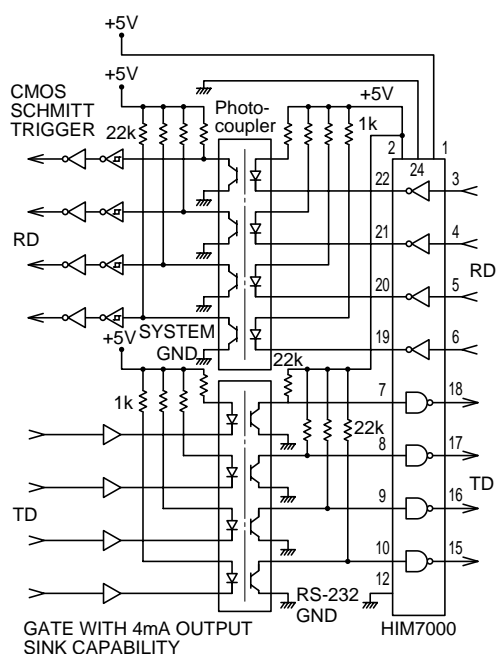 +5V
+5V
CMOS
SCHMITT
TRIGGER
22k
Photo-
coupler
+5V
1k
2
24
1
22
3
21
4
RD
RD
20
5
19
6
SYSTEM
GND
+5V
22k
1k
7
18
22k
8
17
TD
TD
9
16
10
15
12
RS-232
GND
GATE WITH 4mA OUTPUT
SINK CAPABILITY
HIM7000